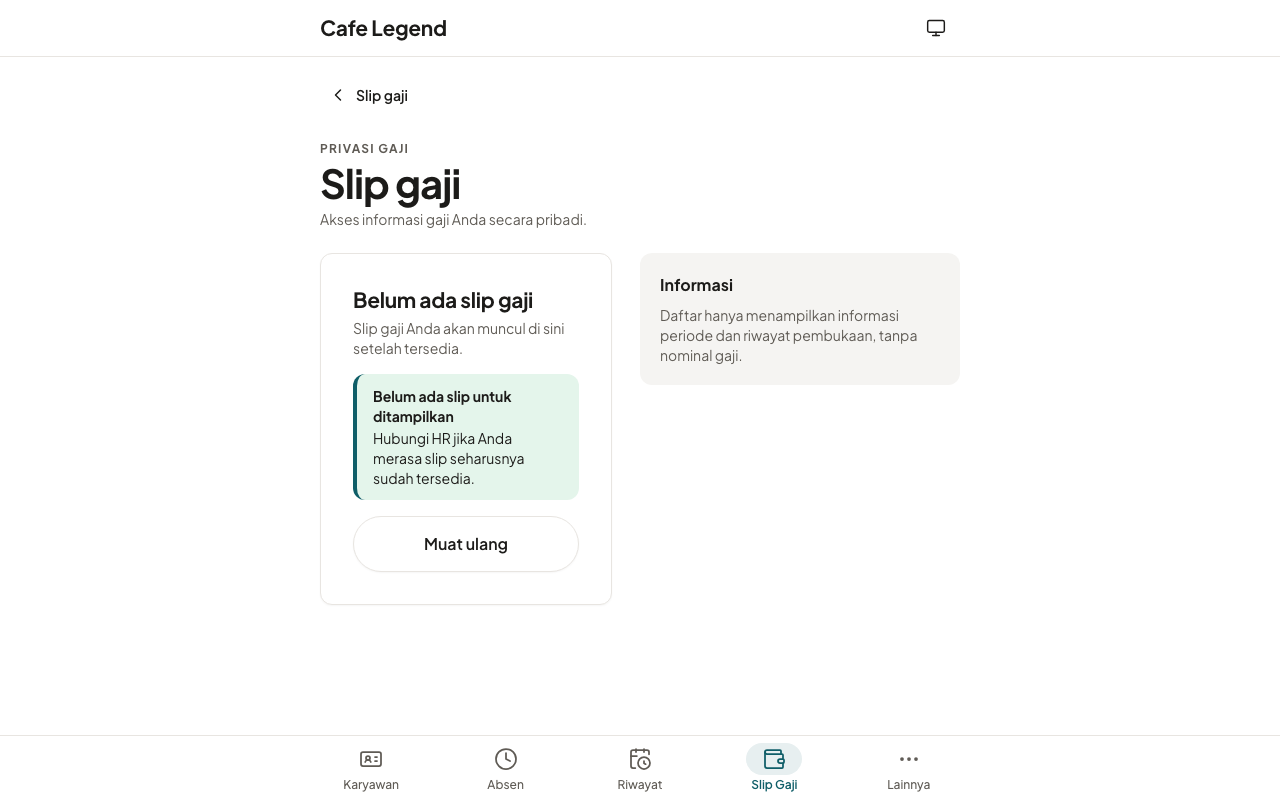 Cafe Legend
Slip gaji
PRIVASI GAJI
Slip gaji
Akses informasi gaji Anda secara pribadi.
Belum ada slip gaji
Slip gaji Anda akan muncul di sini
setelah tersedia.
Belum ada slip untuk
ditampilkan
Hubungi HR jika Anda
merasa slip seharusnya
sudah tersedia.
Muat ulang
Informasi
Daftar hanya menampilkan informasi
periode dan riwayat pembukaan, tanpa
nominal gaji.
Karyawan
Absen
Riwayat
Slip Gaji
Lainnya